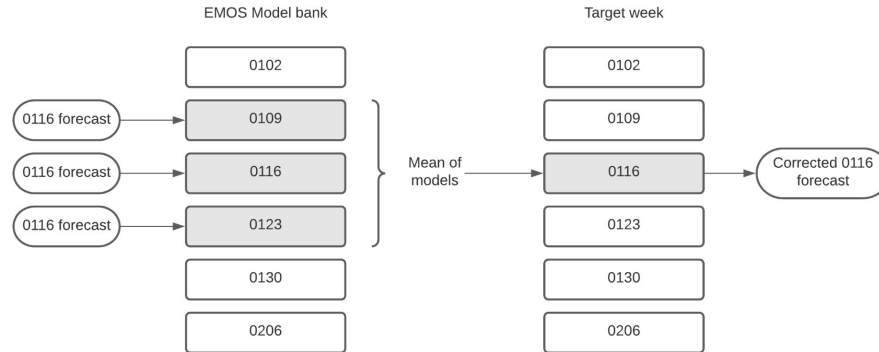 EMOS Model bank
Target week
0102
0102
0116 forecast
0109
0109
0116 forecast
0116
Mean of
models
0116
Corrected 0116
forecast
0116 forecast
0123
0123
0130
0130
0206
0206